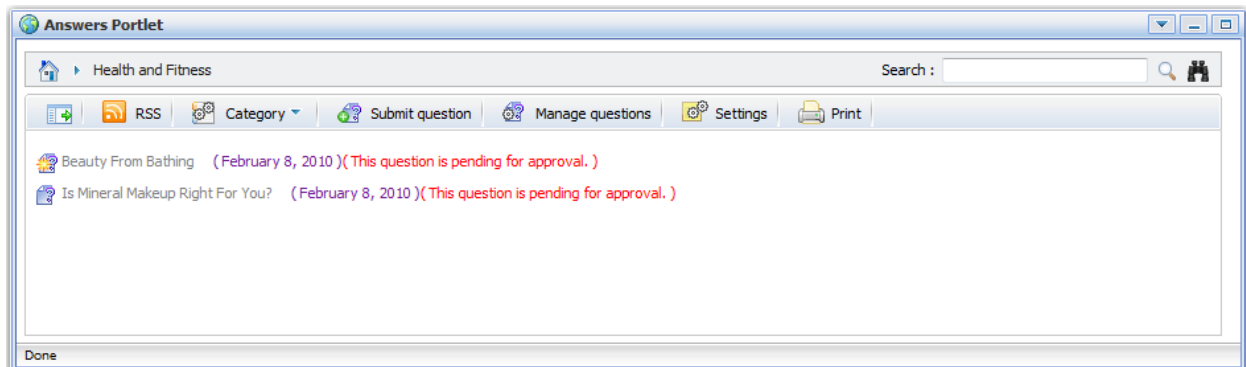 Answers Portlet
Health and Fitness Search :
RSS Category Submit question Manage questions Settings Print
Beauty From Bathing ( February 8, 2010 )( This question is pending for approval. )
Is Mineral Makeup Right For You? ( February 8, 2010 )( This question is pending for approval. )
Done